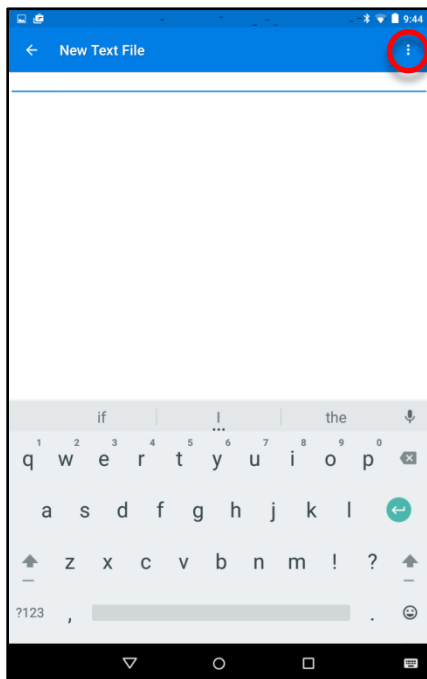 9:44
New Text File
if I the
1 2 3 4 5 6 7 8 9 0
q w e r t y u i o p
a s d f g h j k l
z x c v b n m ! ?
?123 , .